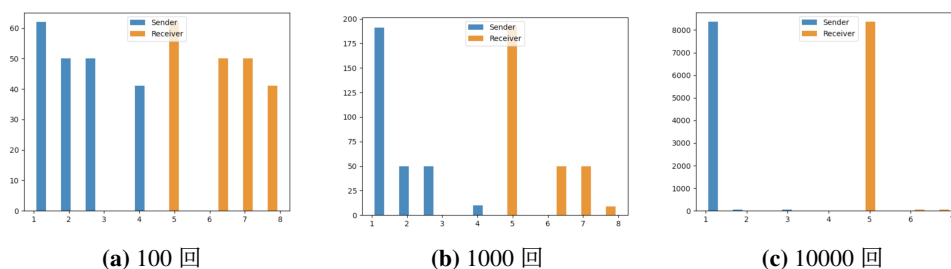 60
50
40
30
20
10
0
1 2 3 4 5 6 7 8
Sender
Receiver
(a) 100 回
200
175
150
125
100
75
50
25
0
1 2 3 4 5 6 7 8
Sender
Receiver
(b) 1000 回
8000
7000
6000
5000
4000
3000
2000
1000
0
1 2 3 4 5 6 7
Sender
Receiver
(c) 10000 回